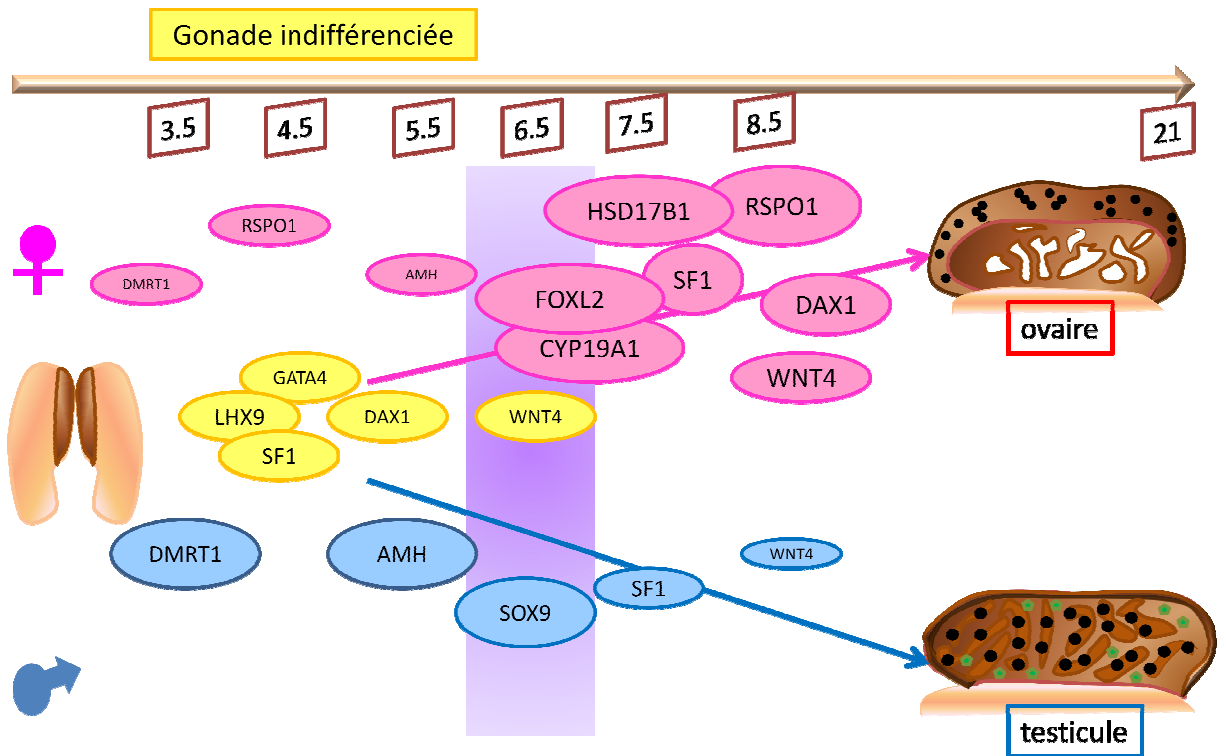 Gonade indifférenciée
3.5
4.5
5.5
6.5
7.5
8.5
21
RSPO1
DMRT1
AMH
HSD17B1
RSPO1
FOXL2
SF1
DAX1
CYP19A1
WNT4
ovaire
GATA4
LHX9
DAX1
WNT4
SF1
DMRT1
AMH
SOX9
SF1
WNT4
testicule